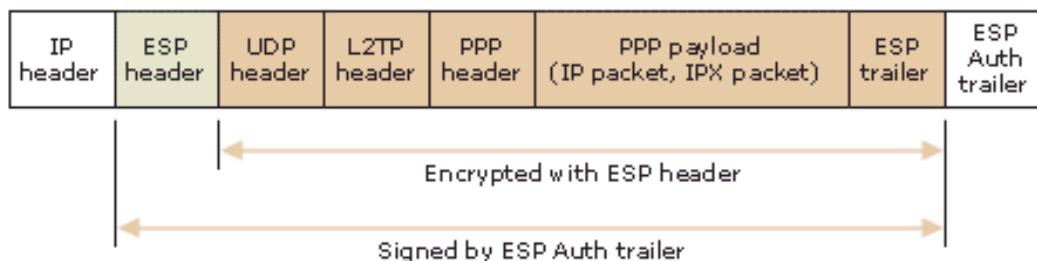 IP header
ESP header
UDP header
L2TP header
PPP header
PPP payload (IP packet, IPX packet)
ESP trailer
ESP Auth trailer
Encrypted with ESP header
Signed by ESP Auth trailer